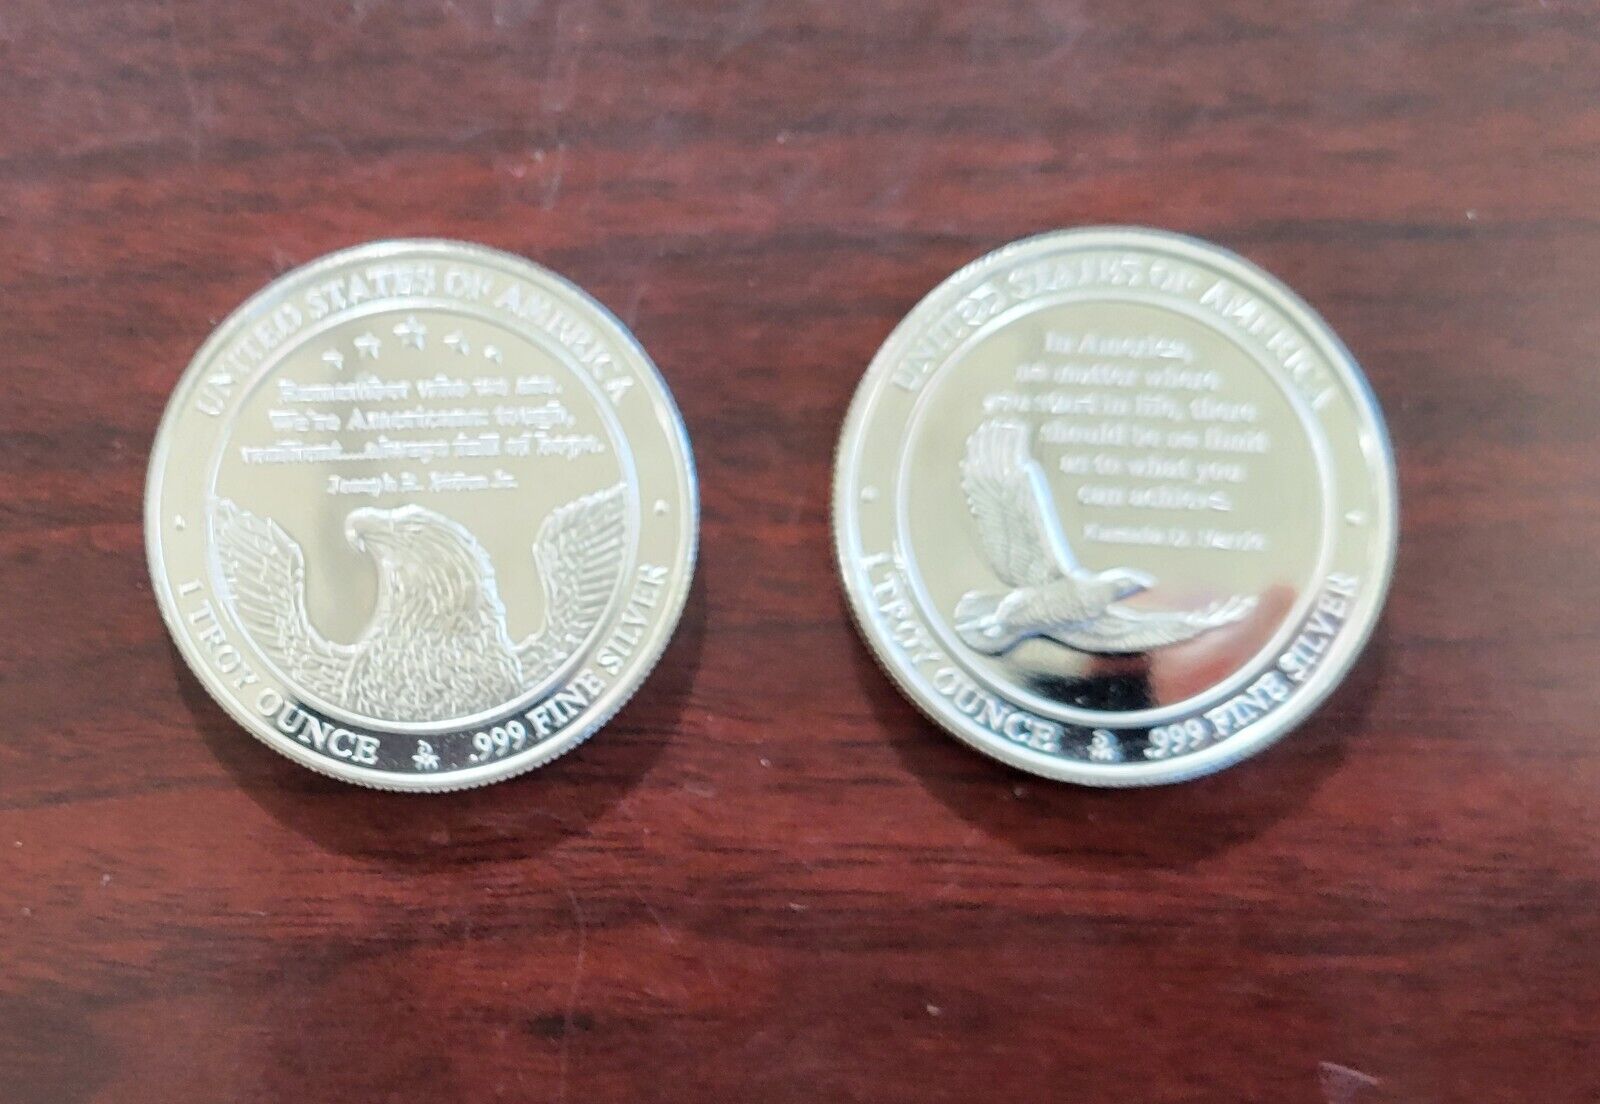 UNITED STATES OF AMERICA
Remember who we are.
We're Americans: tough,
resilient...always full of hope.
Joseph R. Biden Jr.
1 TROY OUNCE .999 FINE SILVER
UNITED STATES OF AMERICA
In America,
no matter where
you start in life, there
should be no limit
as to what you
can achieve.
Kamala D. Harris
1 TROY OUNCE .999 FINE SILVER